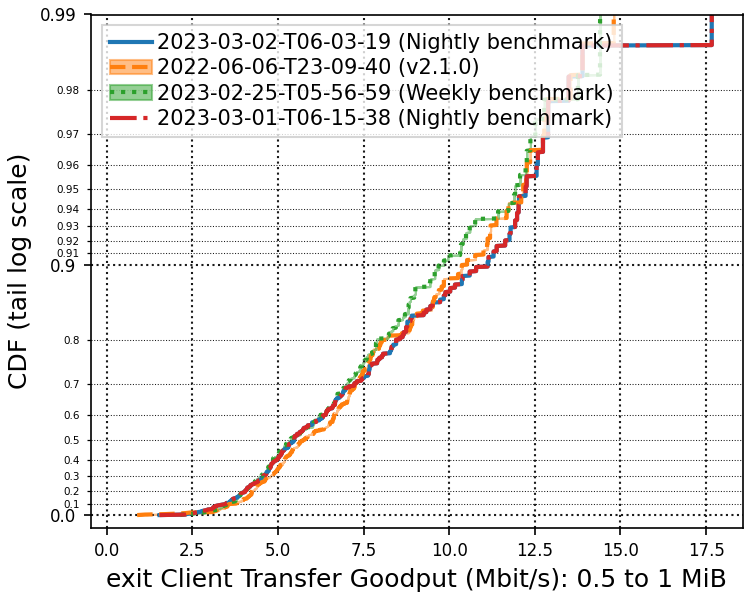 0.99
2023-03-02-T06-03-19 (Nightly benchmark)
2022-06-06-T23-09-40 (v2.1.0)
2023-02-25-T05-56-59 (Weekly benchmark)
2023-03-01-T06-15-38 (Nightly benchmark)
0.98
0.97
0.96
0.95
0.94
0.93
0.92
0.91
0.9
0.8
0.7
0.6
0.5
0.4
0.3
0.2
0.1
0.0
CDF (tail log scale)
0.0 2.5 5.0 7.5 10.0 12.5 15.0 17.5
exit Client Transfer Goodput (Mbit/s): 0.5 to 1 MiB